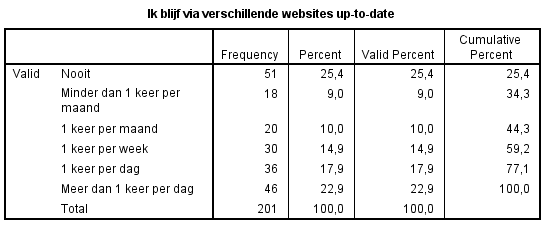 Ik blijf via verschillende websites up-to-date
Frequency Percent Valid Percent Cumulative Percent
Valid Nooit 51 25,4 25,4 25,4
Minder dan 1 keer per maand 18 9,0 9,0 34,3
1 keer per maand 20 10,0 10,0 44,3
1 keer per week 30 14,9 14,9 59,2
1 keer per dag 36 17,9 17,9 77,1
Meer dan 1 keer per dag 46 22,9 22,9 100,0
Total 201 100,0 100,0